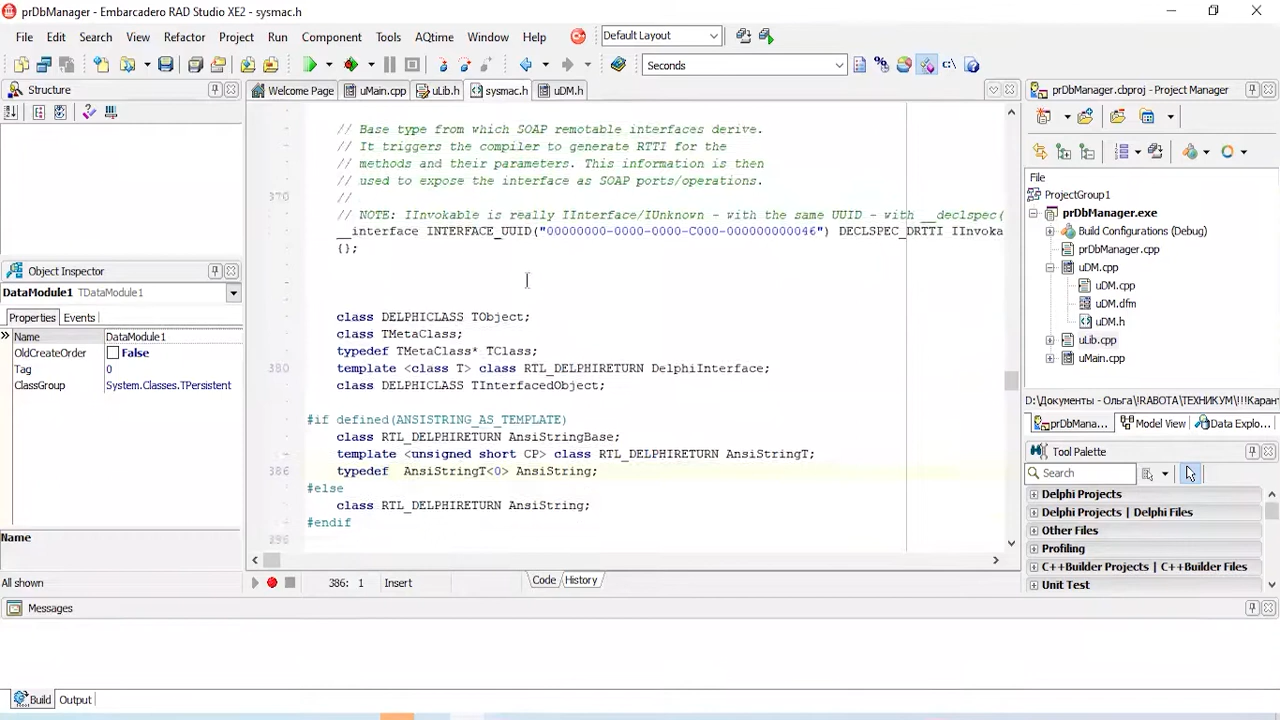 prDbManager - Embarcadero RAD Studio XE2 - sysmac.h
File Edit Search View Refactor Project Run Component Tools AQtime Window Help Default Layout
Seconds
Structure
Welcome Page uMain.cpp uLib.h sysmac.h uDM.h
prDbManager.cbproj - Project Manager
// Base type from which SOAP remotable interfaces derive.
// It triggers the compiler to generate RTTI for the
// methods and their parameters. This information is then
// used to expose the interface as SOAP ports/operations.
370 //
// NOTE: IInvokable is really IInterface/IUnknown - with the same UUID - with __declspec(
__interface INTERFACE_UUID("00000000-0000-0000-C000-000000000046") DECLSPEC_DRTTI IInvoka
{};
class DELPHICLASS TObject;
class TMetaClass;
typedef TMetaClass* TClass;
380 template <class T> class RTL_DELPHIRETURN DelphiInterface;
class DELPHICLASS TInterfacedObject;
#if defined(ANSISTRING_AS_TEMPLATE)
class RTL_DELPHIRETURN AnsiStringBase;
template <unsigned short CP> class RTL_DELPHIRETURN AnsiStringT;
386 typedef AnsiStringT<0> AnsiString;
#else
class RTL_DELPHIRETURN AnsiString;
#endif
396
386: 1 Insert
Code History
Object Inspector
DataModule1 TDataModule1
Properties Events
Name DataModule1
OldCreateOrder False
Tag 0
ClassGroup System.Classes.TPersistent
Name
All shown
File
ProjectGroup1
prDbManager.exe
Build Configurations (Debug)
prDbManager.cpp
uDM.cpp
uDM.cpp
uDM.dfm
uDM.h
uLib.cpp
uMain.cpp
D:\Документы - Ольга\!RABOTA\ТЕХНИКУМ\!!!Каран
prDbMana... Model View Data Explo...
Tool Palette
Search
Delphi Projects
Delphi Projects | Delphi Files
Other Files
Profiling
C++Builder Projects | C++Builder Files
Unit Test
Messages
Build Output